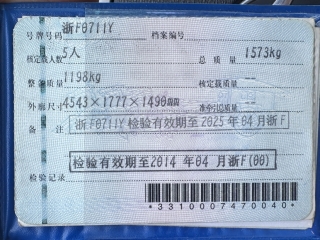 号牌号码 浙F0711Y 档案编号
核定载人数 5人 总质量 1573kg
整备质量 1198kg 核定载质量 --
外廓尺寸 4543×1777×1490mm 准牵引总质量 --
备注 浙F0711Y 检验有效期至2025年04月浙F
检验有效期至2014年04月浙F(00)
检验记录
*3310007470040*